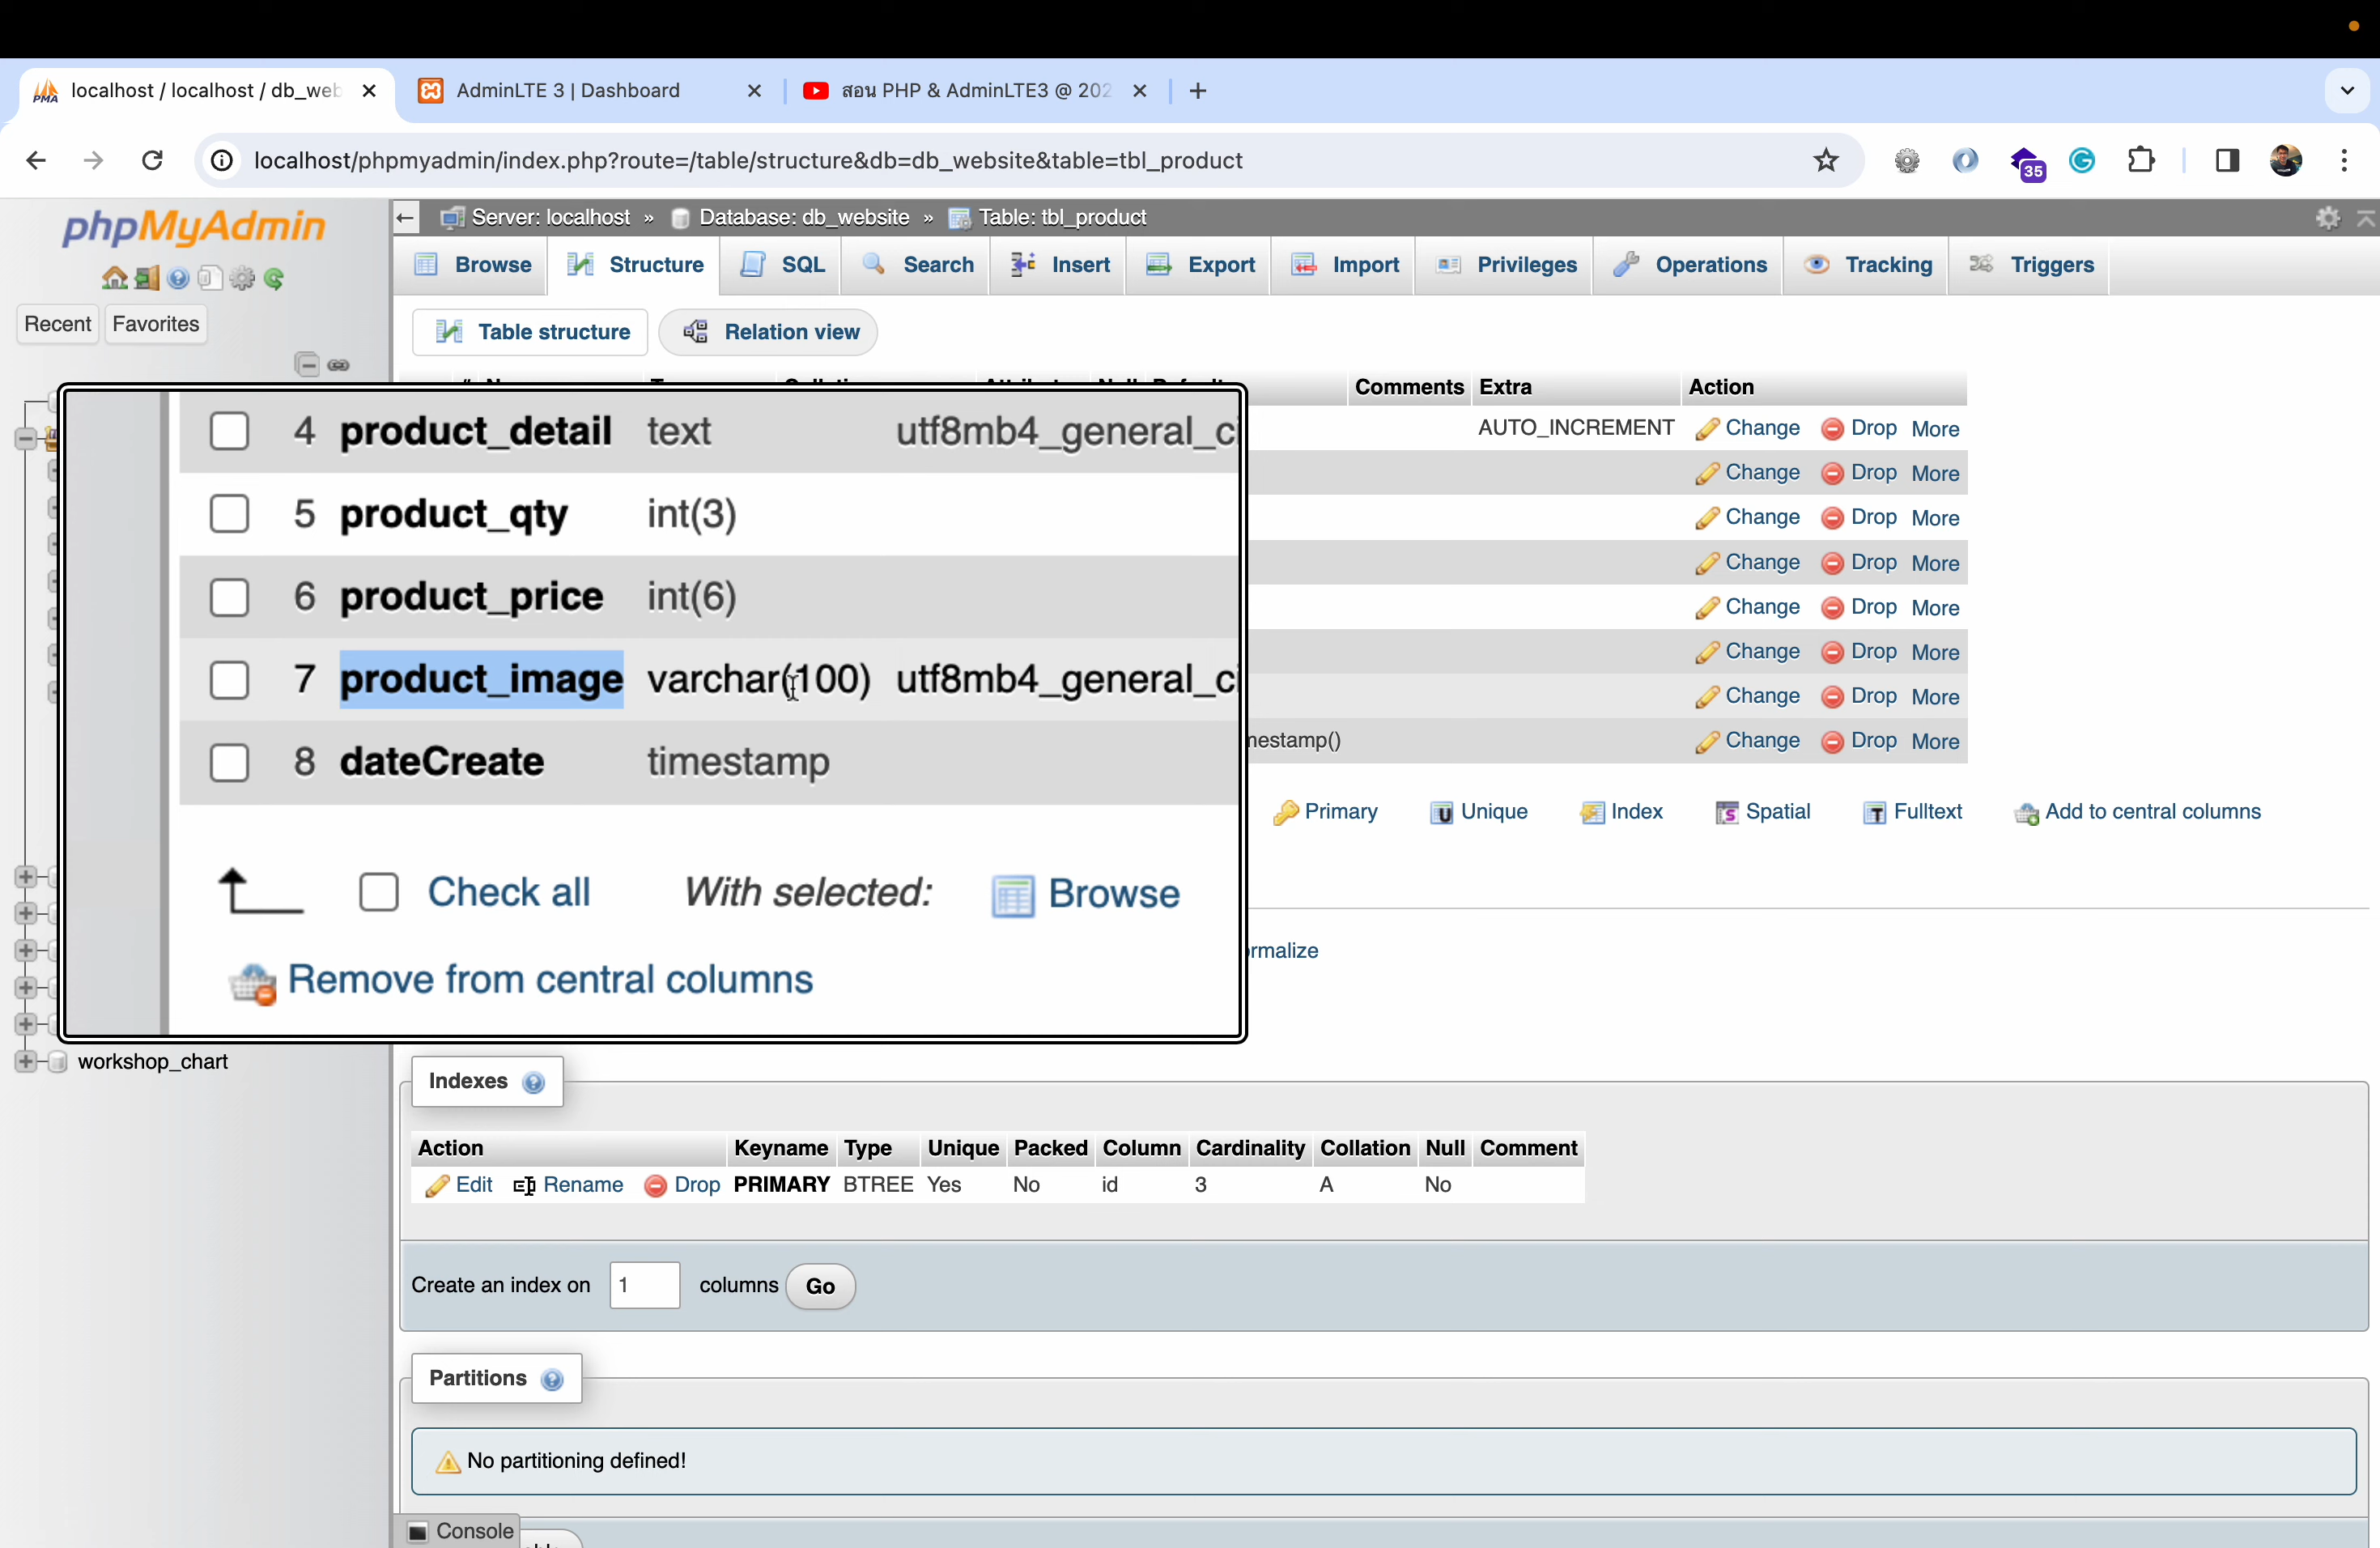 localhost / localhost / db_web
AdminLTE 3 | Dashboard
สอน PHP & AdminLTE3 @ 202
localhost/phpmyadmin/index.php?route=/table/structure&db=db_website&table=tbl_product
35
PMA
phpMyAdmin
Server: localhost » Database: db_website » Table: tbl_product
Browse Structure SQL Search Insert Export Import Privileges Operations Tracking Triggers
Recent Favorites
Table structure Relation view
Comments Extra Action
AUTO_INCREMENT Change Drop More
Change Drop More
Change Drop More
Change Drop More
Change Drop More
Change Drop More
Change Drop More
mestamp() Change Drop More
4 product_detail text utf8mb4_general_ci
5 product_qty int(3)
6 product_price int(6)
7 product_image varchar(100) utf8mb4_general_ci
8 dateCreate timestamp
Check all With selected: Browse
Primary Unique Index Spatial Fulltext Add to central columns
Remove from central columns
ormalize
workshop_chart
Indexes
Action Keyname Type Unique Packed Column Cardinality Collation Null Comment
Edit Rename Drop PRIMARY BTREE Yes No id 3 A No
Create an index on 1 columns Go
Partitions
No partitioning defined!
Console